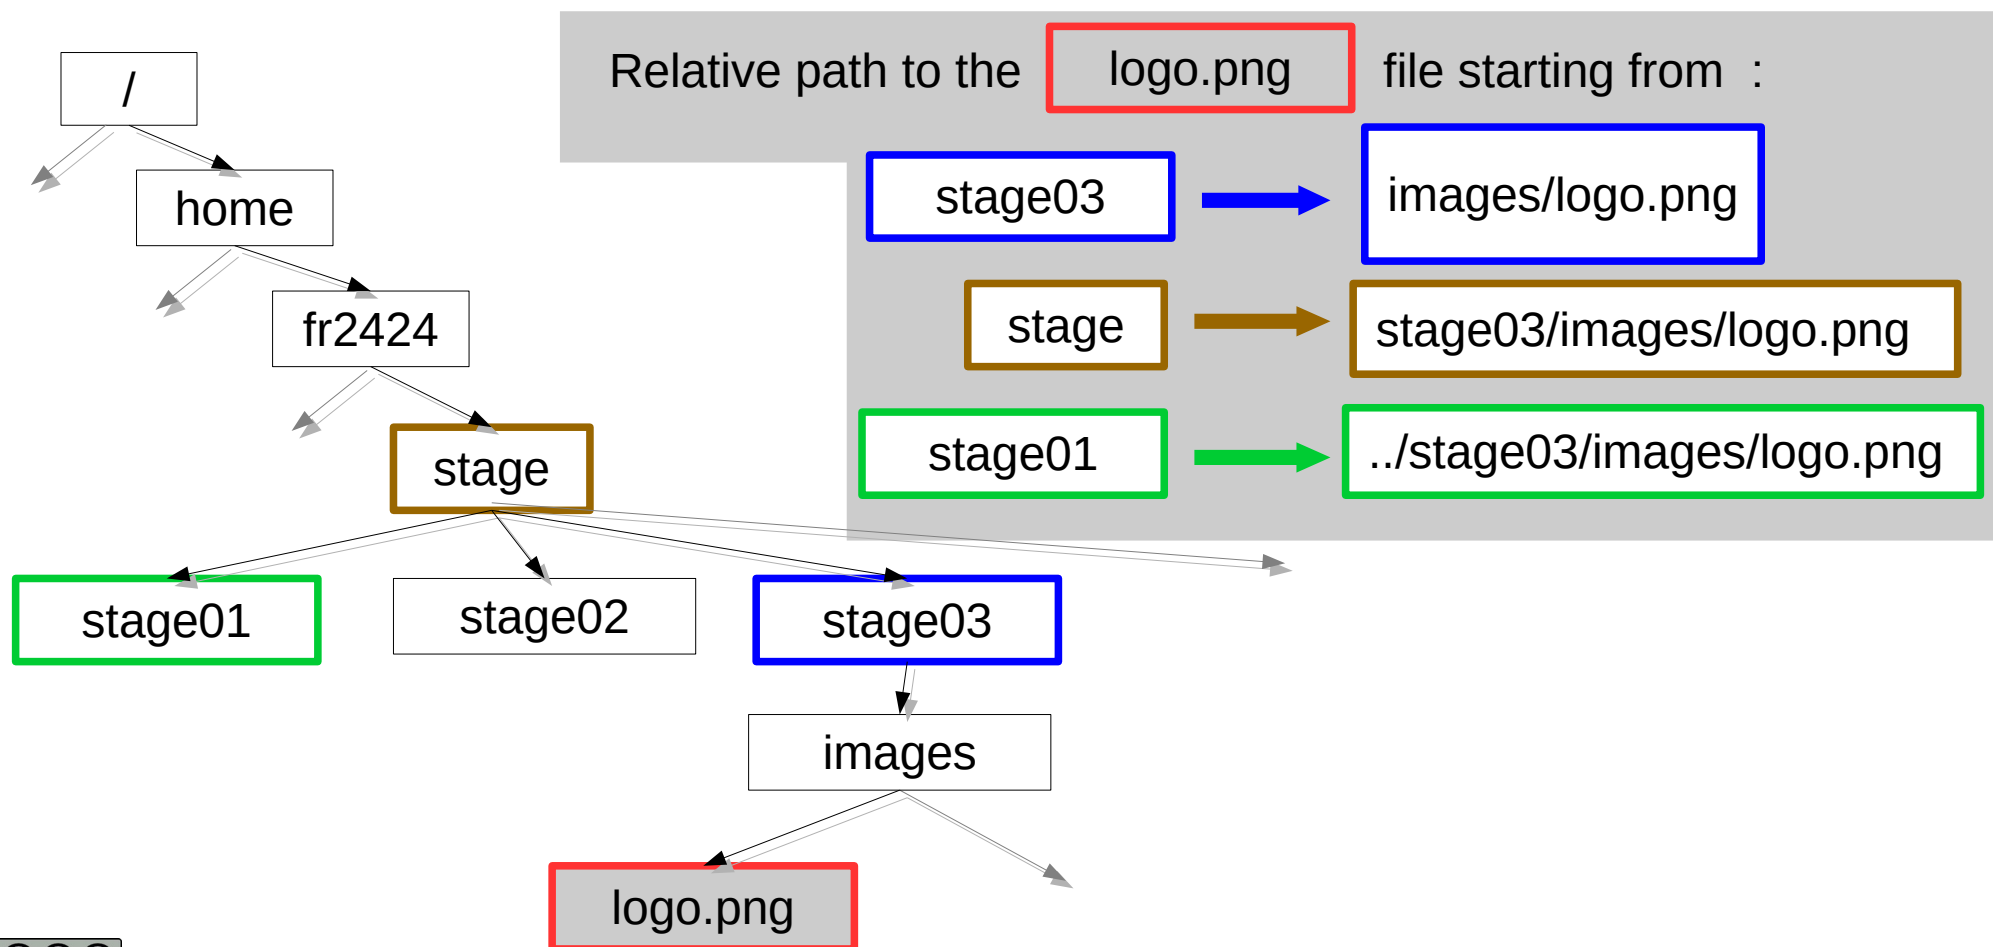 Relative path to the logo.png file starting from :
/
home
fr2424
stage
stage01
stage02
stage03
images
logo.png
stage03
images/logo.png
stage
stage03/images/logo.png
stage01
../stage03/images/logo.png